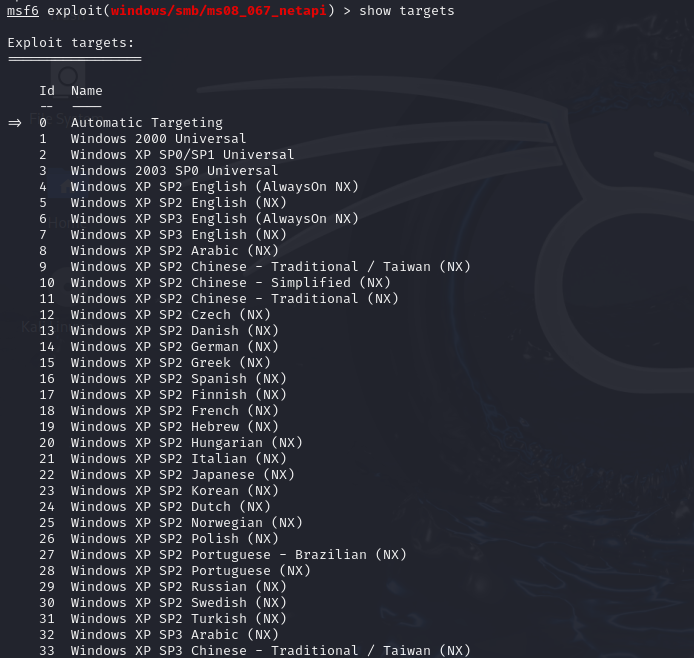 msf6 exploit(windows/smb/ms08_067_netapi) > show targets
Exploit targets:
=================
Id  Name
--  ----
=> 0  Automatic Targeting
1  Windows 2000 Universal
2  Windows XP SP0/SP1 Universal
3  Windows 2003 SP0 Universal
4  Windows XP SP2 English (AlwaysOn NX)
5  Windows XP SP2 English (NX)
6  Windows XP SP3 English (AlwaysOn NX)
7  Windows XP SP3 English (NX)
8  Windows XP SP2 Arabic (NX)
9  Windows XP SP2 Chinese - Traditional / Taiwan (NX)
10  Windows XP SP2 Chinese - Simplified (NX)
11  Windows XP SP2 Chinese - Traditional (NX)
12  Windows XP SP2 Czech (NX)
13  Windows XP SP2 Danish (NX)
14  Windows XP SP2 German (NX)
15  Windows XP SP2 Greek (NX)
16  Windows XP SP2 Spanish (NX)
17  Windows XP SP2 Finnish (NX)
18  Windows XP SP2 French (NX)
19  Windows XP SP2 Hebrew (NX)
20  Windows XP SP2 Hungarian (NX)
21  Windows XP SP2 Italian (NX)
22  Windows XP SP2 Japanese (NX)
23  Windows XP SP2 Korean (NX)
24  Windows XP SP2 Dutch (NX)
25  Windows XP SP2 Norwegian (NX)
26  Windows XP SP2 Polish (NX)
27  Windows XP SP2 Portuguese - Brazilian (NX)
28  Windows XP SP2 Portuguese (NX)
29  Windows XP SP2 Russian (NX)
30  Windows XP SP2 Swedish (NX)
31  Windows XP SP2 Turkish (NX)
32  Windows XP SP3 Arabic (NX)
33  Windows XP SP3 Chinese - Traditional / Taiwan (NX)